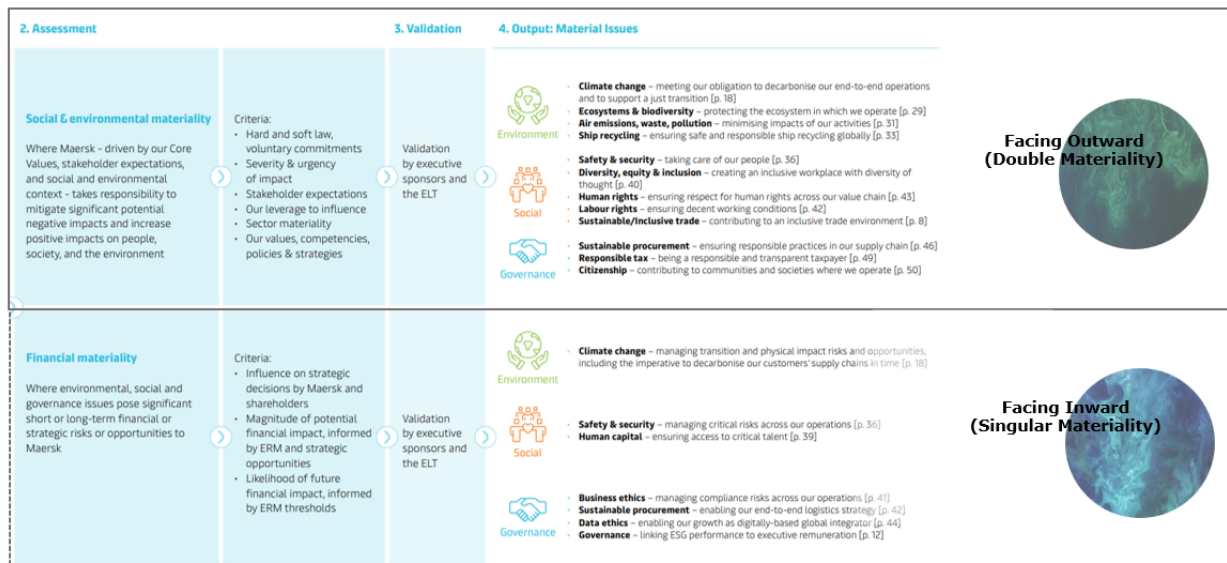 2. Assessment
3. Validation
4. Output: Material Issues
Social & environmental materiality
Where Maersk - driven by our Core
Values, stakeholder expectations,
and social and environmental
context - takes responsibility to
mitigate significant potential
negative impacts and increase
positive impacts on people,
society, and the environment
Criteria:
• Hard and soft law,
voluntary commitments
• Severity & urgency
of impact
• Stakeholder expectations
• Our leverage to influence
• Sector materiality
• Our values, competencies,
policies & strategies
Validation
by executive
sponsors and
the ELT
Environment
· Climate change – meeting our obligation to decarbonise our end-to-end operations
and to support a just transition [p. 18]
· Ecosystems & biodiversity – protecting the ecosystem in which we operate [p. 29]
· Air emissions, waste, pollution – minimising impacts of our activities [p. 31]
· Ship recycling – ensuring safe and responsible ship recycling globally [p. 33]
Social
· Safety & security – taking care of our people [p. 36]
· Diversity, equity & inclusion – creating an inclusive workplace with diversity of
thought [p. 40]
· Human rights – ensuring respect for human rights across our value chain [p. 43]
· Labour rights – ensuring decent working conditions [p. 42]
· Sustainable/Inclusive trade – contributing to an inclusive trade environment [p. 8]
Governance
· Sustainable procurement – ensuring responsible practices in our supply chain [p. 46]
· Responsible tax – being a responsible and transparent taxpayer [p. 49]
· Citizenship – contributing to communities and societies where we operate [p. 50]
Facing Outward
(Double Materiality)
Financial materiality
Where environmental, social and
governance issues pose significant
short or long-term financial or
strategic risks or opportunities to
Maersk
Criteria:
• Influence on strategic
decisions by Maersk and
shareholders
• Magnitude of potential
financial impact, informed
by ERM and strategic
opportunities
• Likelihood of future
financial impact, informed
by ERM thresholds
Validation
by executive
sponsors and
the ELT
Environment
· Climate change – managing transition and physical impact risks and opportunities,
including the imperative to decarbonise our customers' supply chains in time [p. 18]
Social
· Safety & security – managing critical risks across our operations [p. 36]
· Human capital – ensuring access to critical talent [p. 39]
Governance
· Business ethics – managing compliance risks across our operations [p. 41]
· Sustainable procurement – enabling our end-to-end logistics strategy [p. 42]
· Data ethics – enabling our growth as digitally-based global integrator [p. 44]
· Governance – linking ESG performance to executive remuneration [p. 12]
Facing Inward
(Singular Materiality)